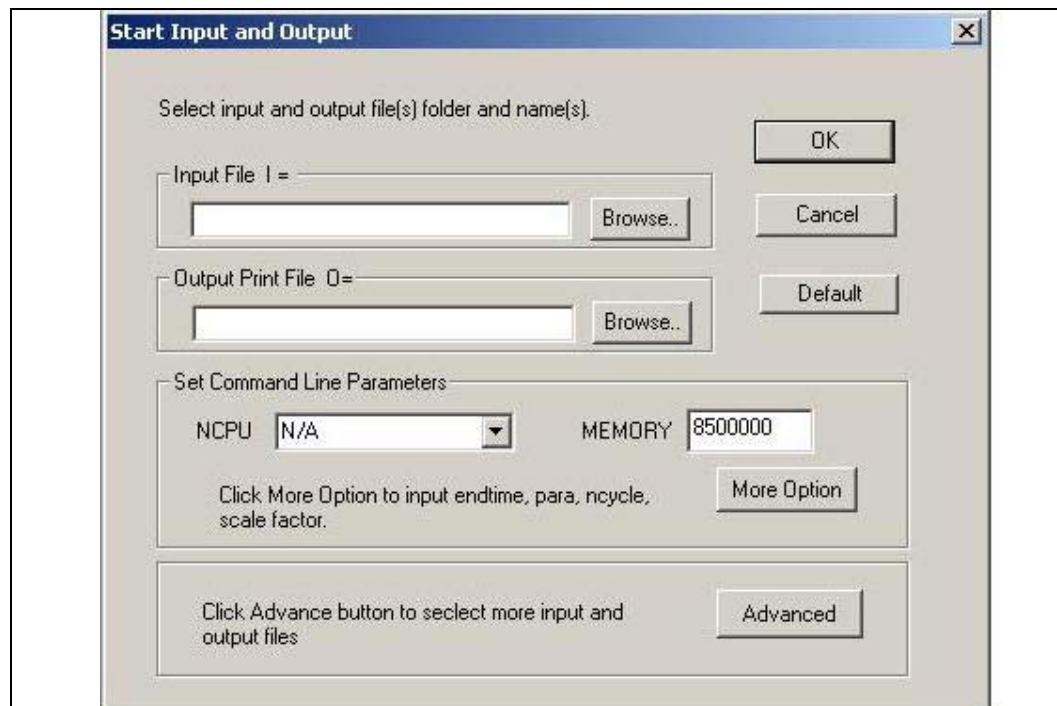 Start Input and Output
Select input and output file(s) folder and name(s).
OK
Input File I =
Browse..
Cancel
Output Print File O=
Browse..
Default
Set Command Line Parameters
NCPU N/A MEMORY 8500000
Click More Option to input endtime, para, ncycle,
scale factor.
More Option
Click Advance button to seclect more input and
output files
Advanced